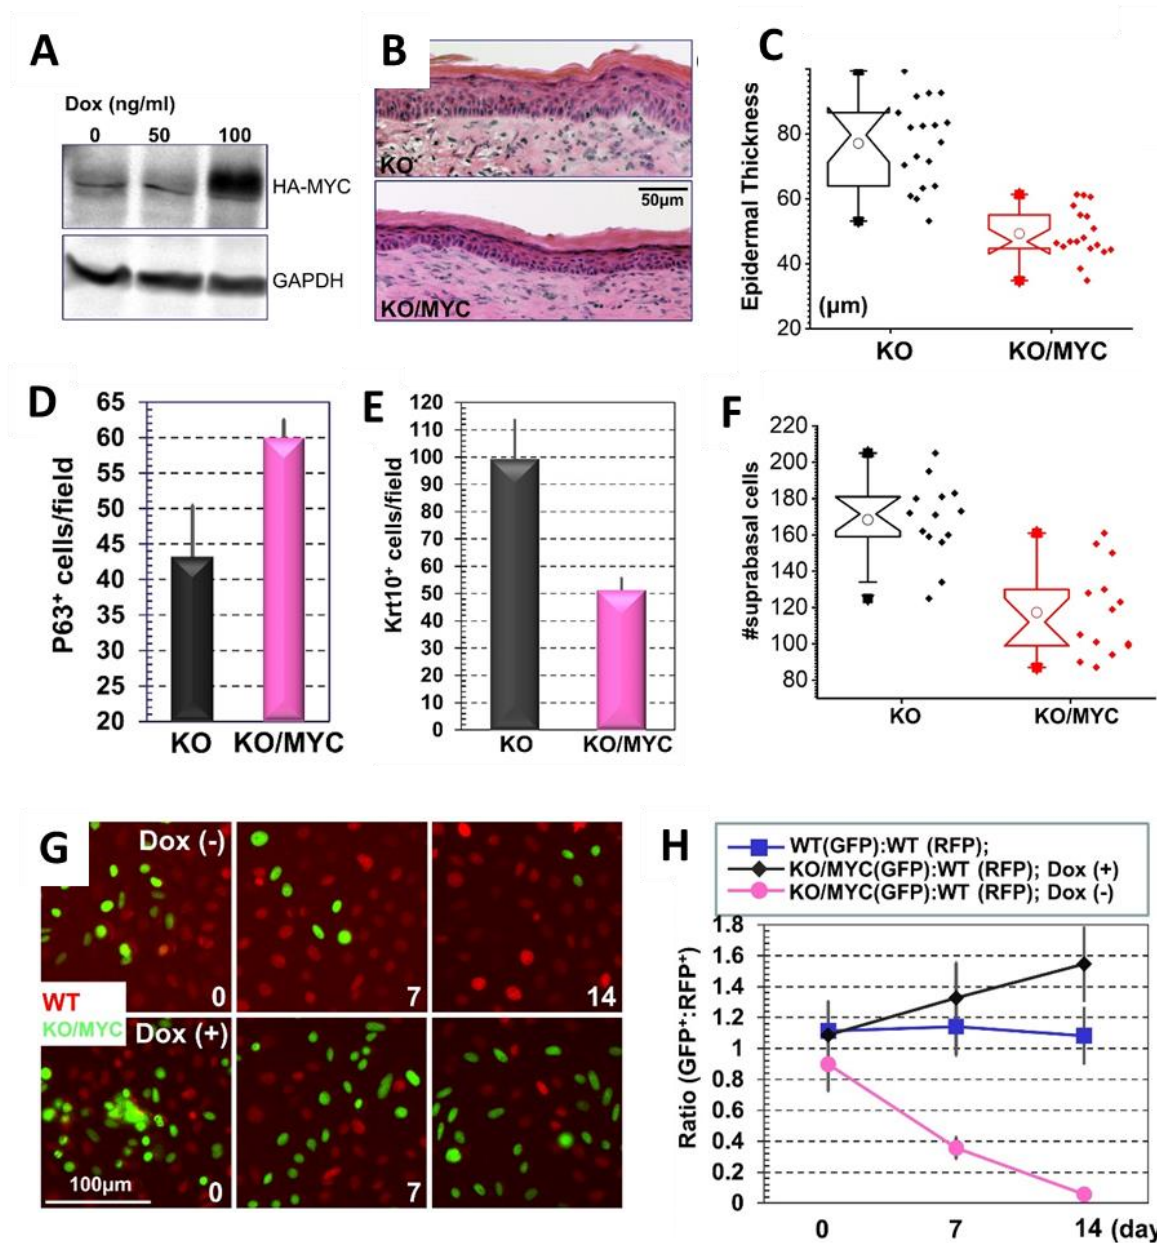 A
Dox (ng/ml)
0 50 100
HA-MYC
GAPDH
B
KO
50μm
KO/MYC
C
Epidermal Thickness
80
60
40
20
(μm)
KO KO/MYC
D
P63+ cells/field
65
60
55
50
45
40
35
30
25
20
KO KO/MYC
E
Krt10+ cells/field
120
110
100
90
80
70
60
50
40
30
20
10
0
KO KO/MYC
F
#suprabasal cells
220
200
180
160
140
120
100
80
KO KO/MYC
G
Dox (-)
0 7 14
WT
KO/MYC
Dox (+)
100μm
0 7
H
WT(GFP):WT (RFP);
KO/MYC(GFP):WT (RFP); Dox (+)
KO/MYC(GFP):WT (RFP); Dox (-)
Ratio (GFP+:RFP+)
1.8
1.6
1.4
1.2
1
0.8
0.6
0.4
0.2
0
0 7 14 (day